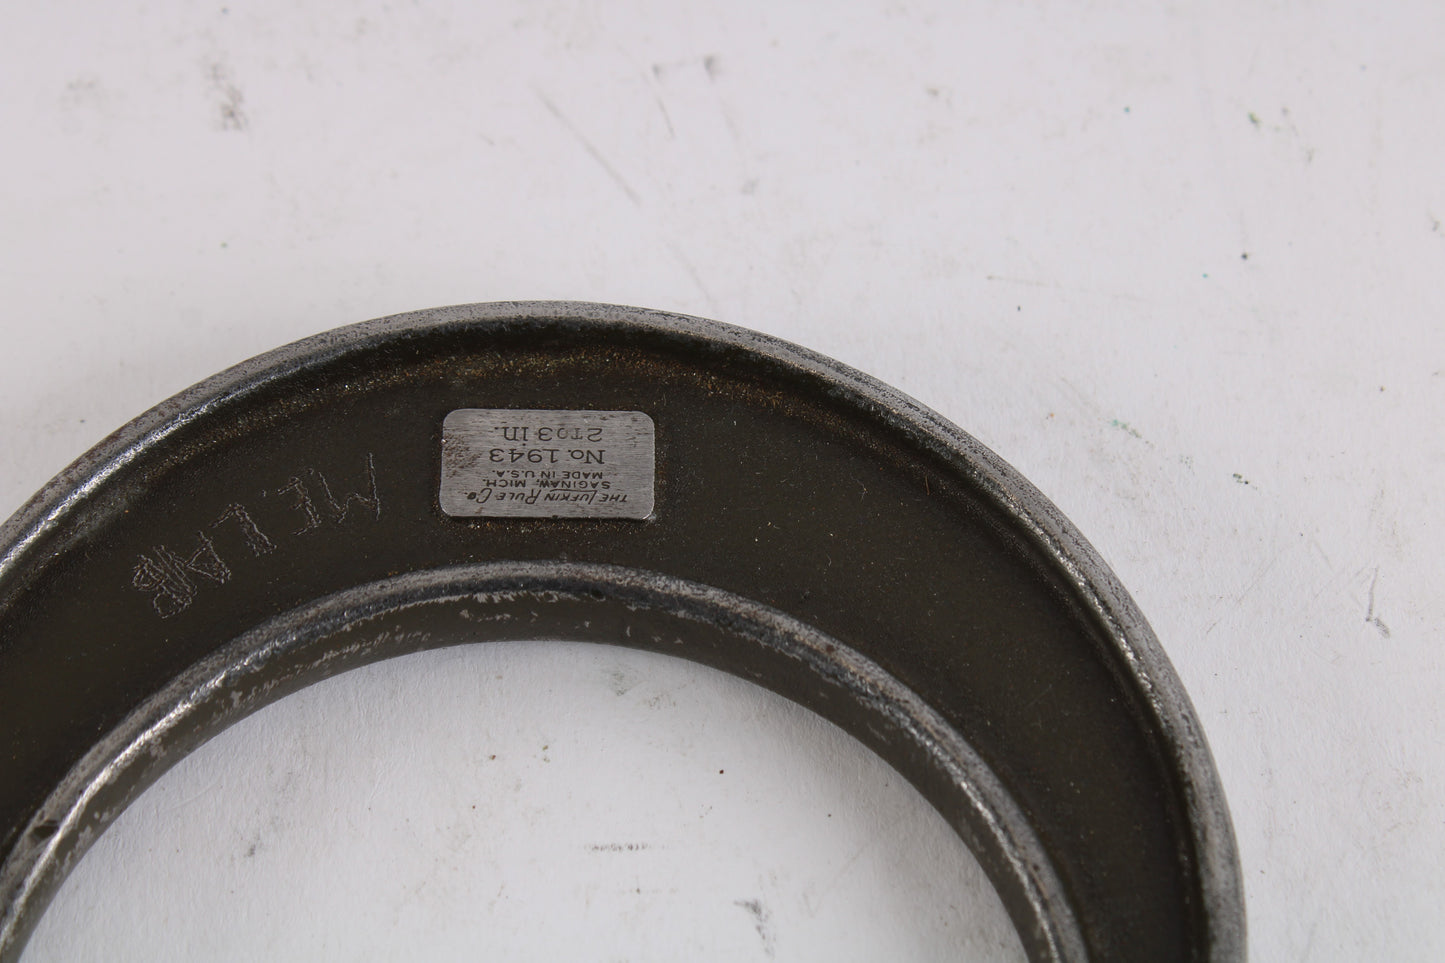 THE LUFKIN RULE Co.
SAGINAW, MICH.
MADE IN U.S.A.
No. 1943
2 TO 3 in.